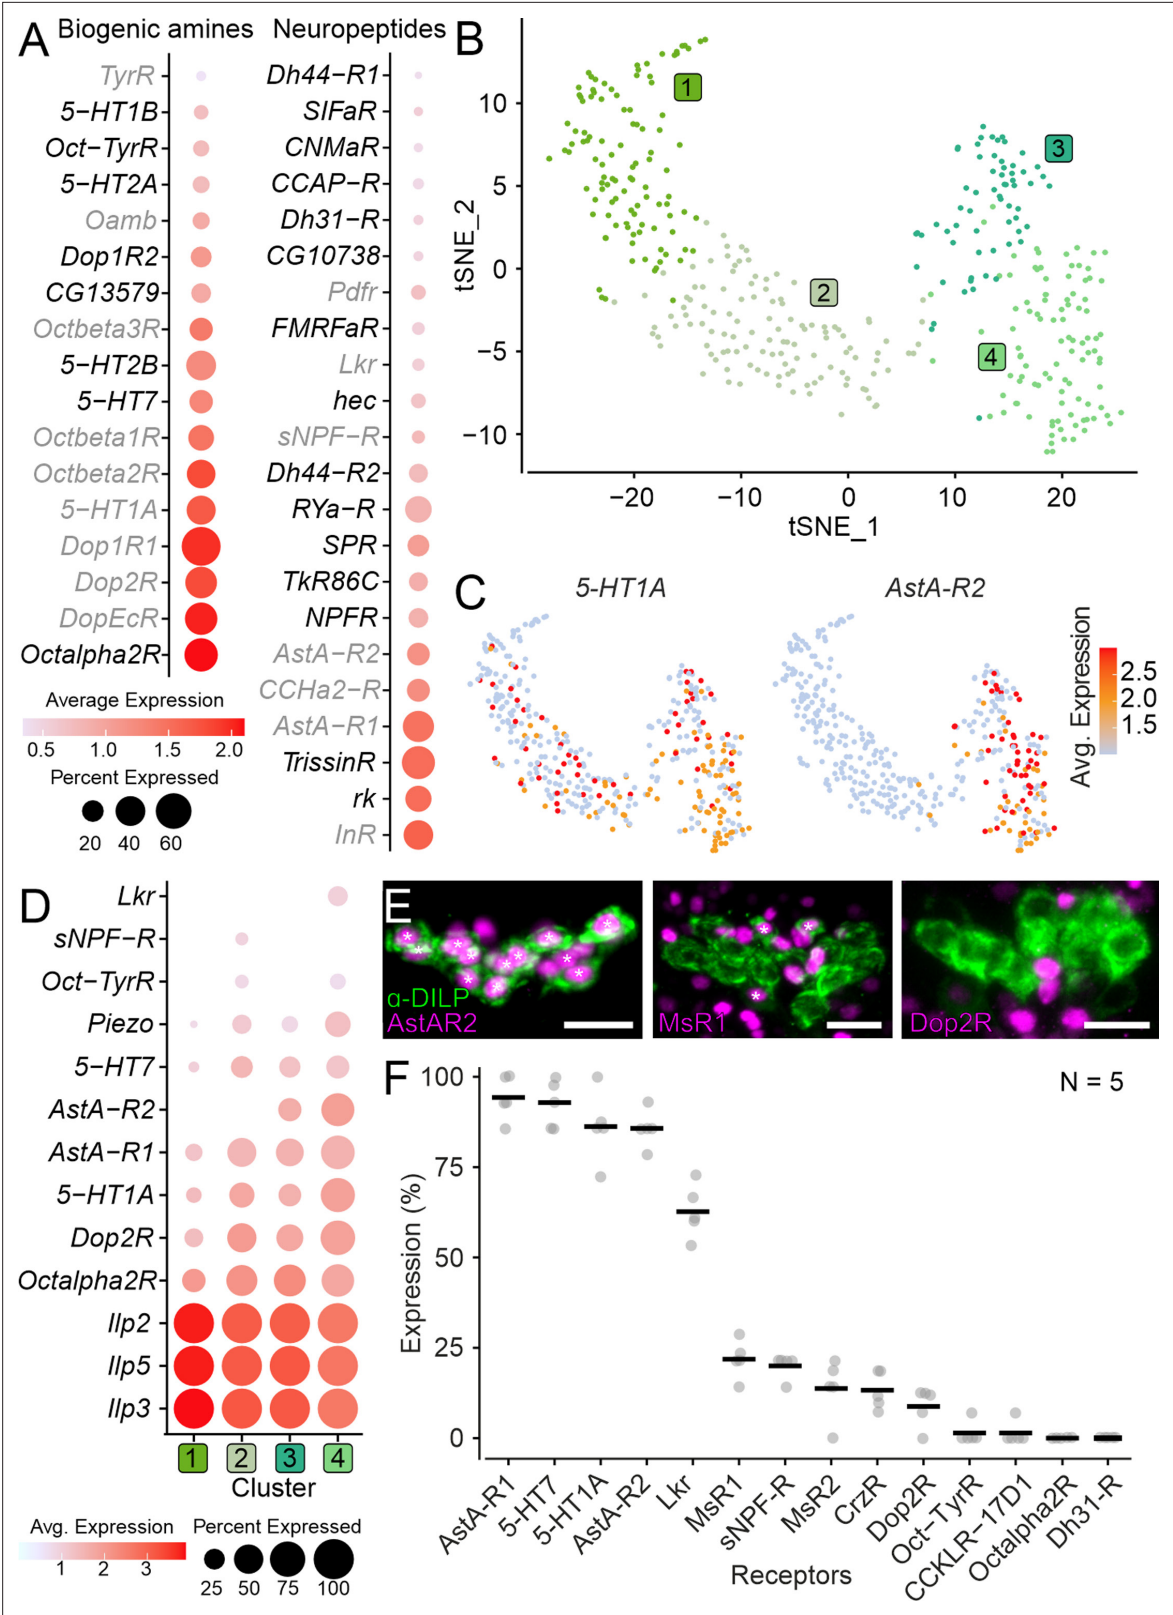 A
Biogenic amines
TyrR
5−HT1B
Oct−TyrR
5−HT2A
Oamb
Dop1R2
CG13579
Octbeta3R
5−HT2B
5−HT7
Octbeta1R
Octbeta2R
5−HT1A
Dop1R1
Dop2R
DopEcR
Octalpha2R
Average Expression
0.5 1.0 1.5 2.0
Percent Expressed
20 40 60
Neuropeptides
Dh44−R1
SIFaR
CNMaR
CCAP−R
Dh31−R
CG10738
Pdfr
FMRFaR
Lkr
hec
sNPF−R
Dh44−R2
RYa−R
SPR
TkR86C
NPFR
AstA−R2
CCHa2−R
AstA−R1
TrissinR
rk
InR
B
tSNE_2
10
5
0
−5
−10
1
2
3
4
−20 −10 0 10 20
tSNE_1
C
5-HT1A
AstA-R2
Avg. Expression
2.5
2.0
1.5
D
Lkr
sNPF−R
Oct−TyrR
Piezo
5−HT7
AstA−R2
AstA−R1
5−HT1A
Dop2R
Octalpha2R
Ilp2
Ilp5
Ilp3
1 2 3 4
Cluster
Avg. Expression
1 2 3
Percent Expressed
25 50 75 100
E
α-DILP
AstAR2
MsR1
Dop2R
F
N = 5
Expression (%)
100
75
50
25
0
AstA-R1
5-HT7
5-HT1A
AstA-R2
Lkr
MsR1
sNPF-R
MsR2
CrzR
Dop2R
Oct−TyrR
CCKLR−17D1
Octalpha2R
Dh31-R
Receptors